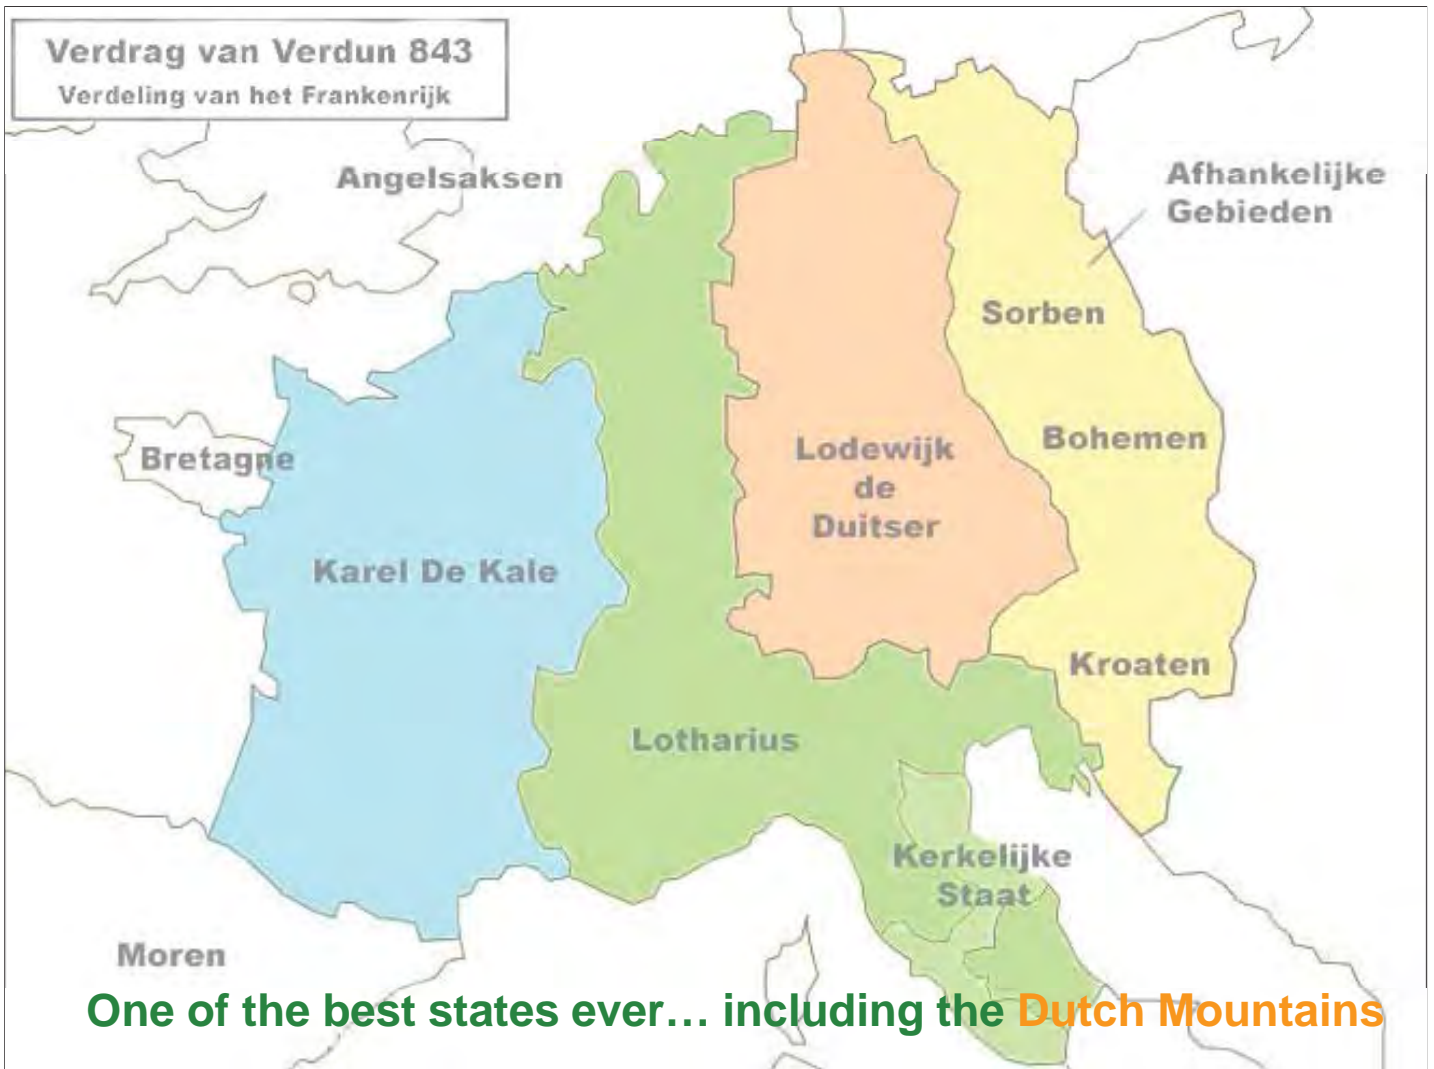 Verdrag van Verdun 843
Verdeling van het Frankenrijk
Angelsaksen
Afhankelijke
Gebieden
Sorben
Bretagne
Lodewijk
de
Duitser
Bohemen
Karel De Kale
Kroaten
Lotharius
Kerkelijke
Staat
Moren
One of the best states ever… including the Dutch Mountains